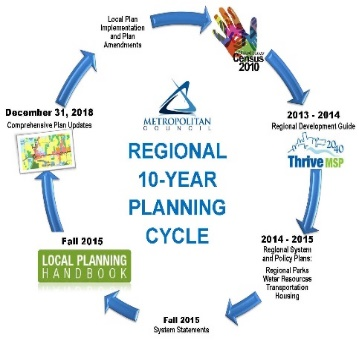 Local Plan
Implementation
and Plan
Amendments
Census
2010
December 31, 2018
Comprehensive Plan Updates
METROPOLITAN
COUNCIL
REGIONAL
10-YEAR
PLANNING
CYCLE
2013 - 2014
Regional Development Guide
2040
Thrive MSP
2014 - 2015
Regional System
and Policy Plans:
Regional Parks
Water Resources
Transportation
Housing
Fall 2015
LOCAL PLANNING
HANDBOOK
Fall 2015
System Statements